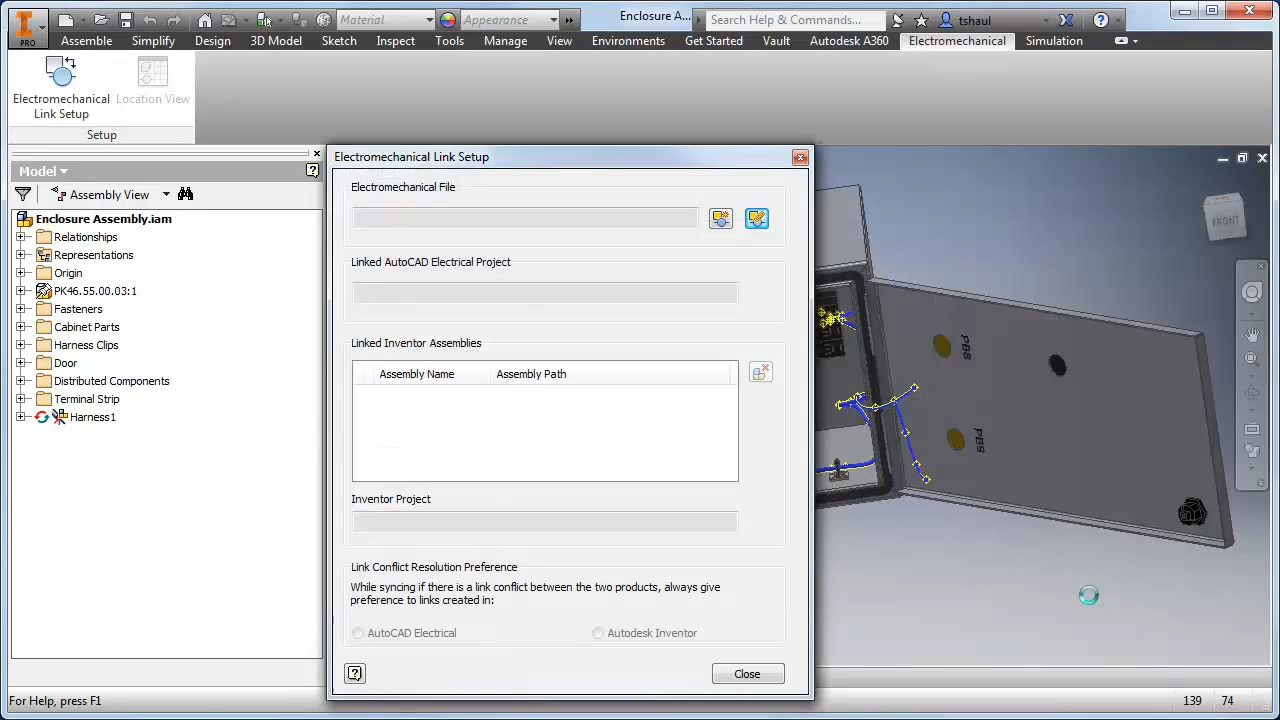 Material
Appearance
Enclosure A...
Search Help & Commands...
tshaul
PRO
Assemble
Simplify
Design
3D Model
Sketch
Inspect
Tools
Manage
View
Environments
Get Started
Vault
Autodesk A360
Electromechanical
Simulation
Electromechanical
Link Setup
Location View
Setup
Model
Assembly View
Enclosure Assembly.iam
Relationships
Representations
Origin
PK46.55.00.03:1
Fasteners
Cabinet Parts
Harness Clips
Door
Distributed Components
Terminal Strip
Harness1
Electromechanical Link Setup
Electromechanical File
Linked AutoCAD Electrical Project
Linked Inventor Assemblies
Assembly Name
Assembly Path
Inventor Project
Link Conflict Resolution Preference
While syncing if there is a link conflict between the two products, always give
preference to links created in:
AutoCAD Electrical
Autodesk Inventor
Close
FRONT
PB8
PB9
For Help, press F1
139
74